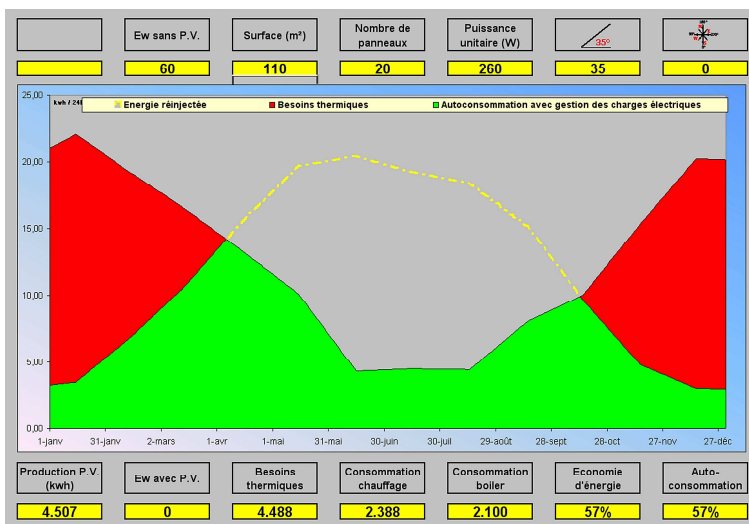 Ew sans P.V.
Surface (m²)
Nombre de
panneaux
Puissance
unitaire (W)
35°
60
110
20
260
35
0
25,00
kwh / 24
Energie réinjectée
Besoins thermiques
Autoconsommation avec gestion des charges électriques
20,00
15,00
10,00
5,00
0,00
1-janv
31-janv
2-mars
1-avr
1-mai
31-mai
30-juin
30-juil
29-août
28-sept
28-oct
27-nov
27-déc
Production P.V.
(kwh)
Ew avec P.V.
Besoins
thermiques
Consommation
chauffage
Consommation
boiler
Economie
d'énergie
Auto-
consommation
4.507
0
4.488
2.388
2.100
57%
57%